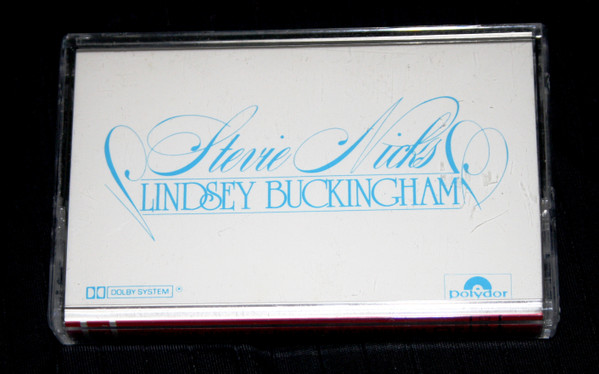 Stevie Nicks
LINDSEY BUCKINGHAM
DOLBY SYSTEM ®
polydor